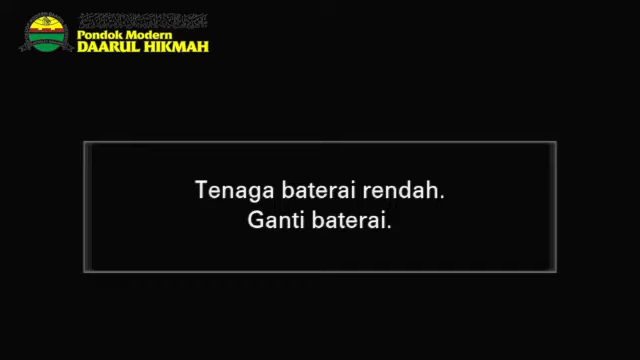 Pondok Modern
DAARUL HIKMAH
Tenaga baterai rendah.
Ganti baterai.